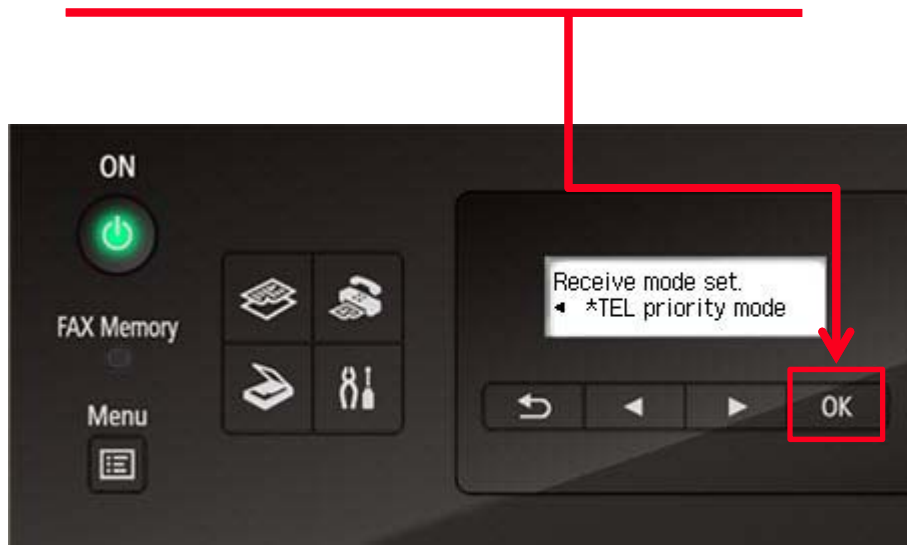 ON
FAX Memory
Menu
Receive mode set.
◄ *TEL priority mode
OK